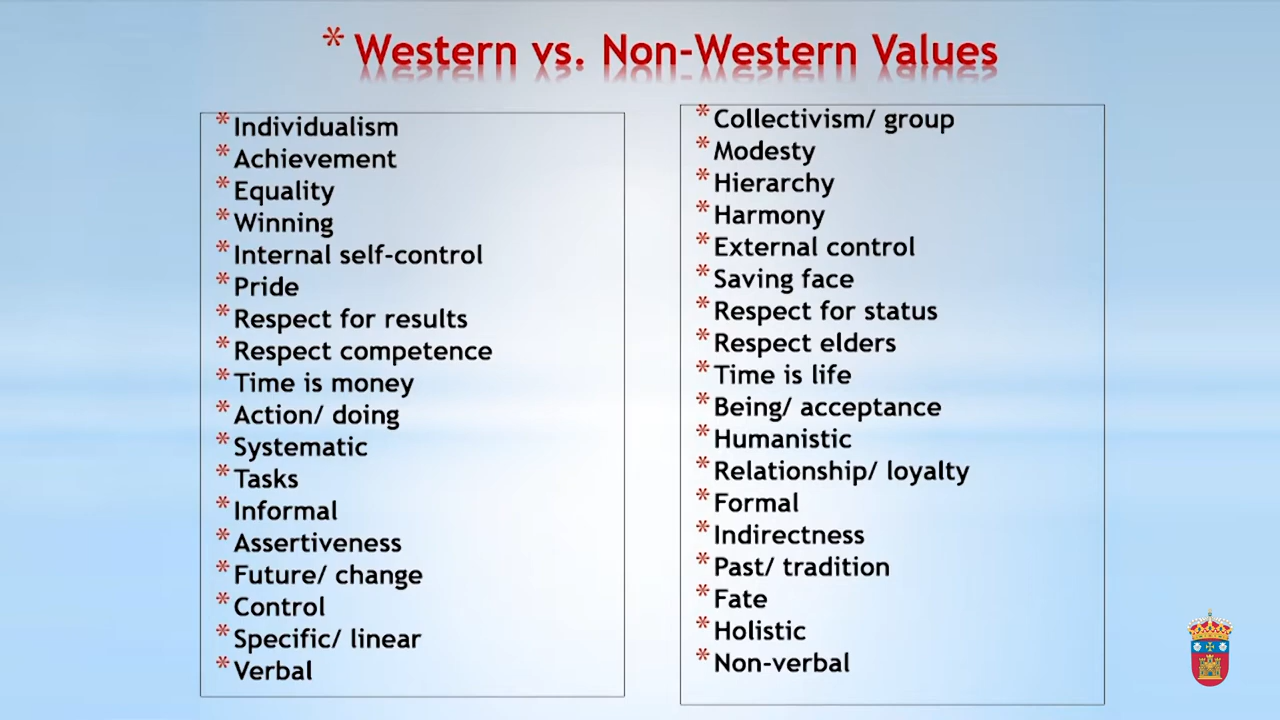 * Western vs. Non-Western Values
* Individualism
* Achievement
* Equality
* Winning
* Internal self-control
* Pride
* Respect for results
* Respect competence
* Time is money
* Action/ doing
* Systematic
* Tasks
* Informal
* Assertiveness
* Future/ change
* Control
* Specific/ linear
* Verbal
* Collectivism/ group
* Modesty
* Hierarchy
* Harmony
* External control
* Saving face
* Respect for status
* Respect elders
* Time is life
* Being/ acceptance
* Humanistic
* Relationship/ loyalty
* Formal
* Indirectness
* Past/ tradition
* Fate
* Holistic
* Non-verbal